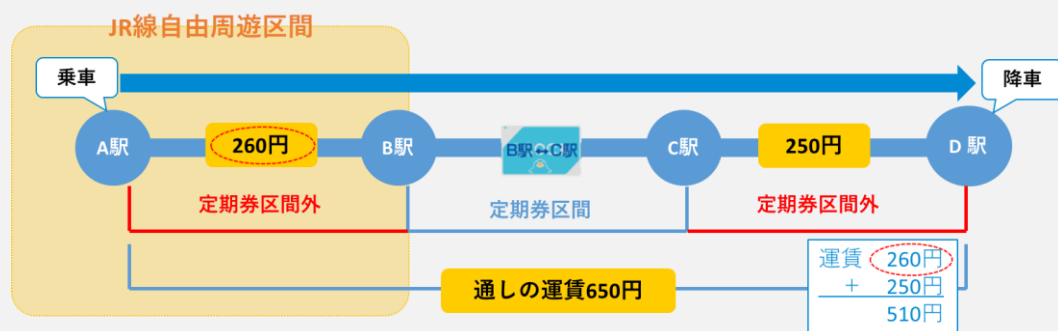 JR線自由周遊区間
乗車
降車
A駅
260円
B駅
B駅↔C駅
C駅
250円
D 駅
定期券区間外
定期券区間
定期券区間外
通しの運賃650円
運賃 260円
+ 250円
510円